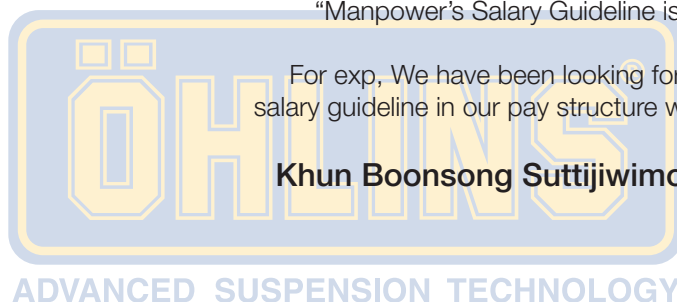 “Manpower’s Salary Guideline is
For exp, We have been looking for
salary guideline in our pay structure w
Khun Boonsong Suttijiwimo
ÖHLINS®
ADVANCED SUSPENSION TECHNOLOGY